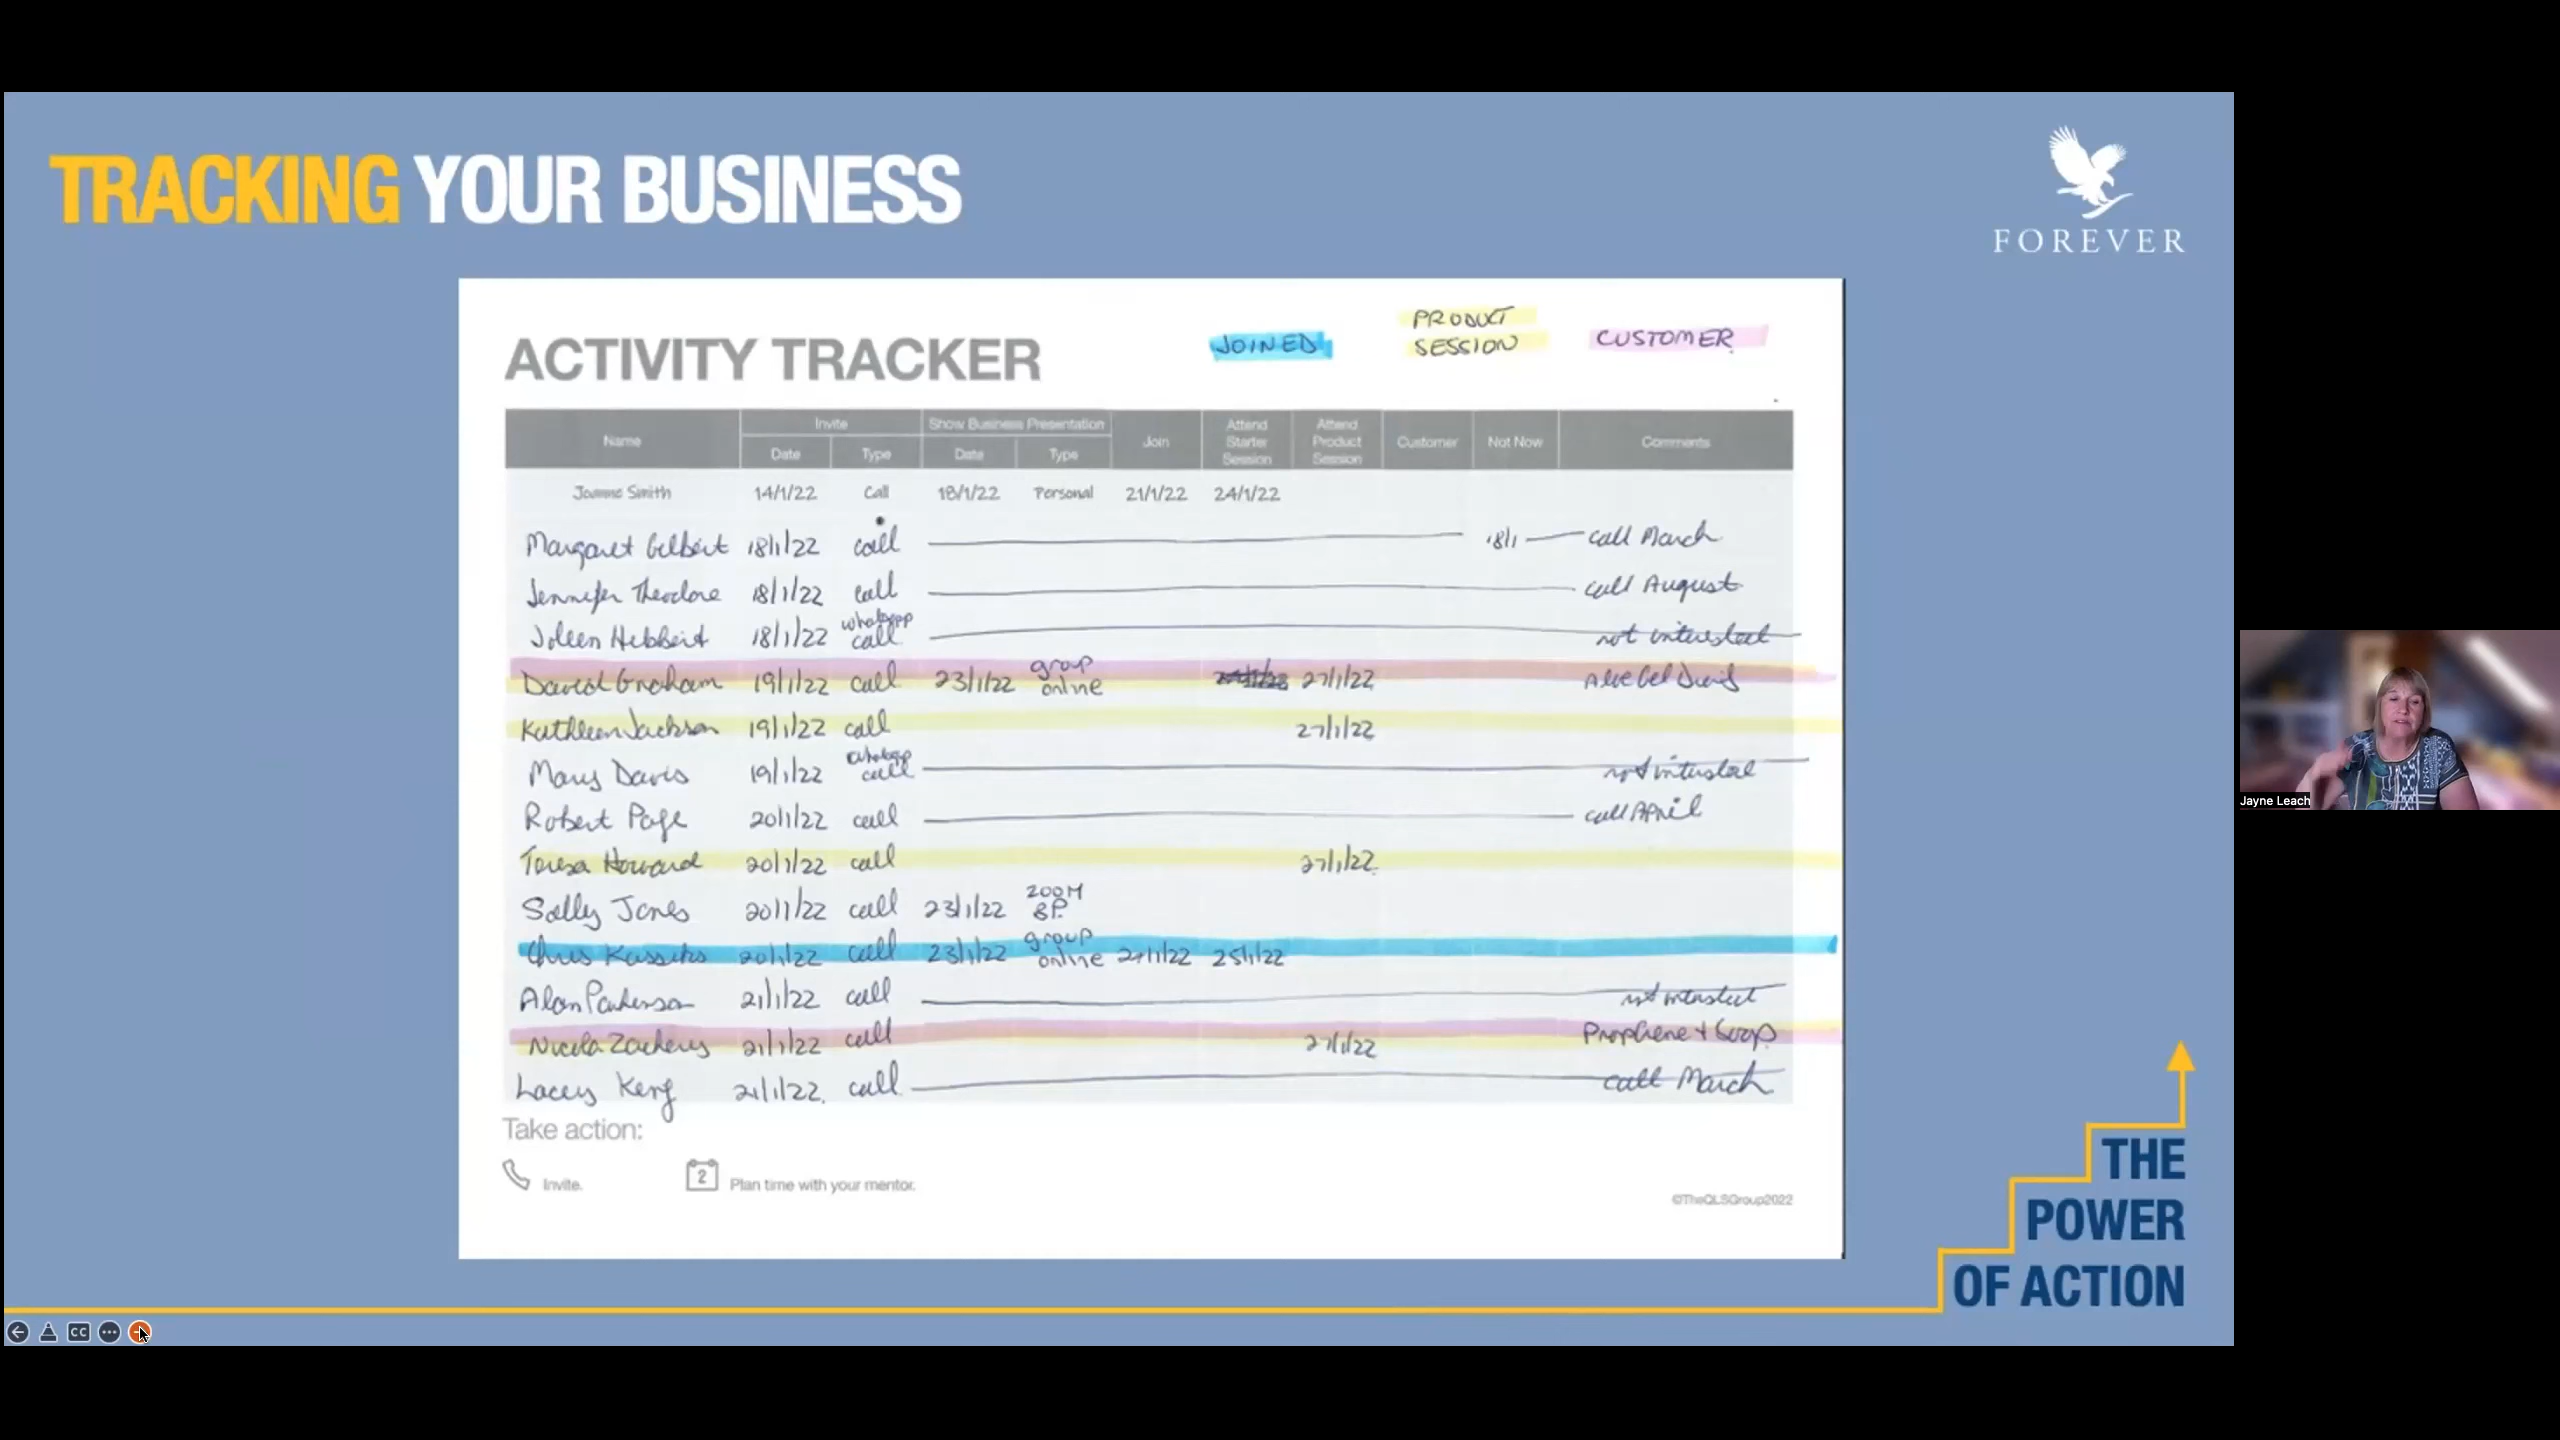 TRACKING YOUR BUSINESS
FOREVER
JOINED
PRODUCT
SESSION
CUSTOMER
ACTIVITY TRACKER
Name
Invite
Date Type
Show Business Presentation
Date Type
Join
Attend
Starter
Session
Attend
Product
Session
Customer
Not Now
Comments
Joanne Smith 14/1/22 Call 18/1/22 Personal 21/1/22 24/1/22
Margaret Gilbert 18/1/22 call 18/1 call March
Jennifer Theodore 18/1/22 call call August
Joleen Hebbert 18/1/22 whatsapp call not interested
David Graham 19/1/22 call 23/1/22 group online 27/1/22 Aloe Gel
Kathleen Jackson 19/1/22 call 27/1/22
Mary Davis 19/1/22 whatsapp call not interested
Robert Page 20/1/22 call call April
Teresa Howard 20/1/22 call 27/1/22
Sally Jones 20/1/22 call 23/1/22 ZOOM BP
Chris 20/1/22 call 23/1/22 group online 24/1/22 25/1/22
Alan Parkinson 21/1/22 call not interested
Nicola 21/1/22 call 27/1/22
Lacey 21/1/22. call call March
Take action:
Invite.
2
Plan time with your mentor.
©TheQLSGroup2022
THE
POWER
OF ACTION
CC
Jayne Leach